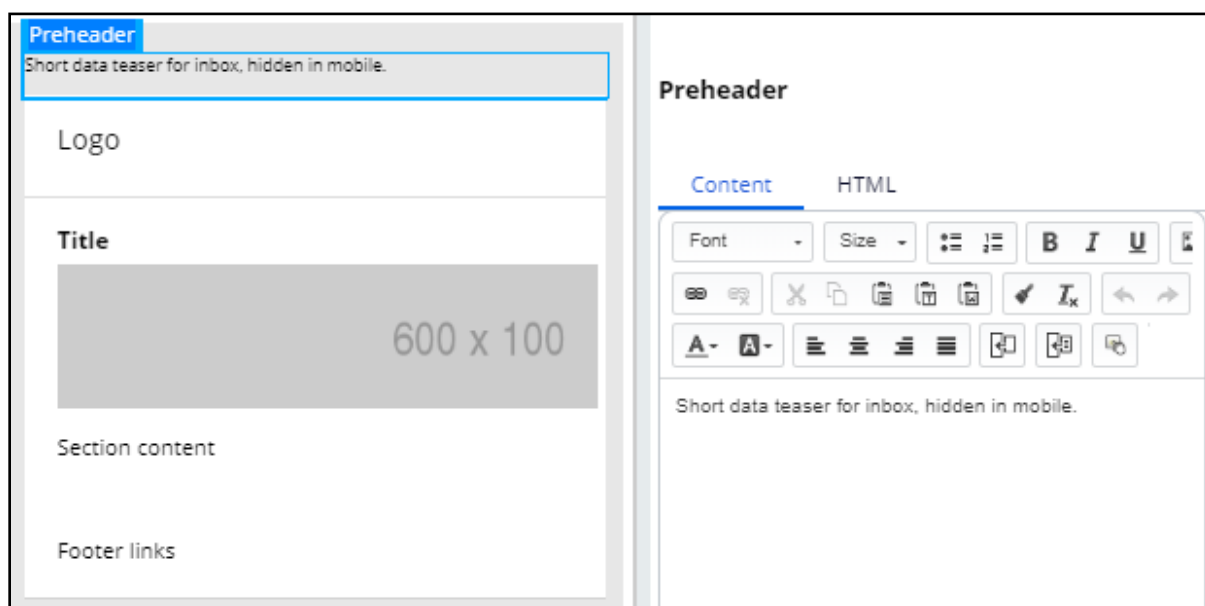 Preheader
Short data teaser for inbox, hidden in mobile.
Logo
Title
600 x 100
Section content
Footer links
Preheader
Content HTML
Font Size B I U
A A
Short data teaser for inbox, hidden in mobile.